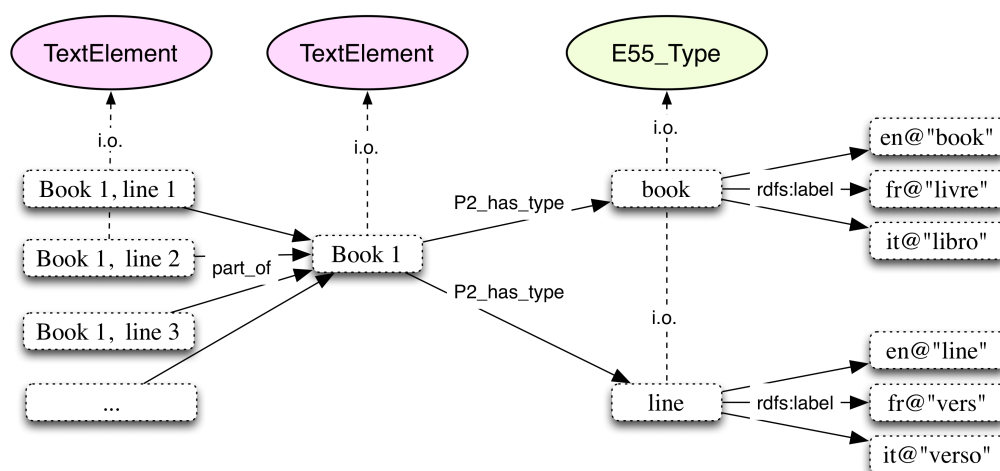 TextElement
TextElement
E55_Type
i.o.
i.o.
i.o.
en@"book"
Book 1, line 1
book
rdfs:label
fr@"livre"
P2_has_type
it@"libro"
Book 1, line 2
part_of
Book 1
P2_has_type
i.o.
Book 1, line 3
en@"line"
...
line
rdfs:label
fr@"vers"
it@"verso"